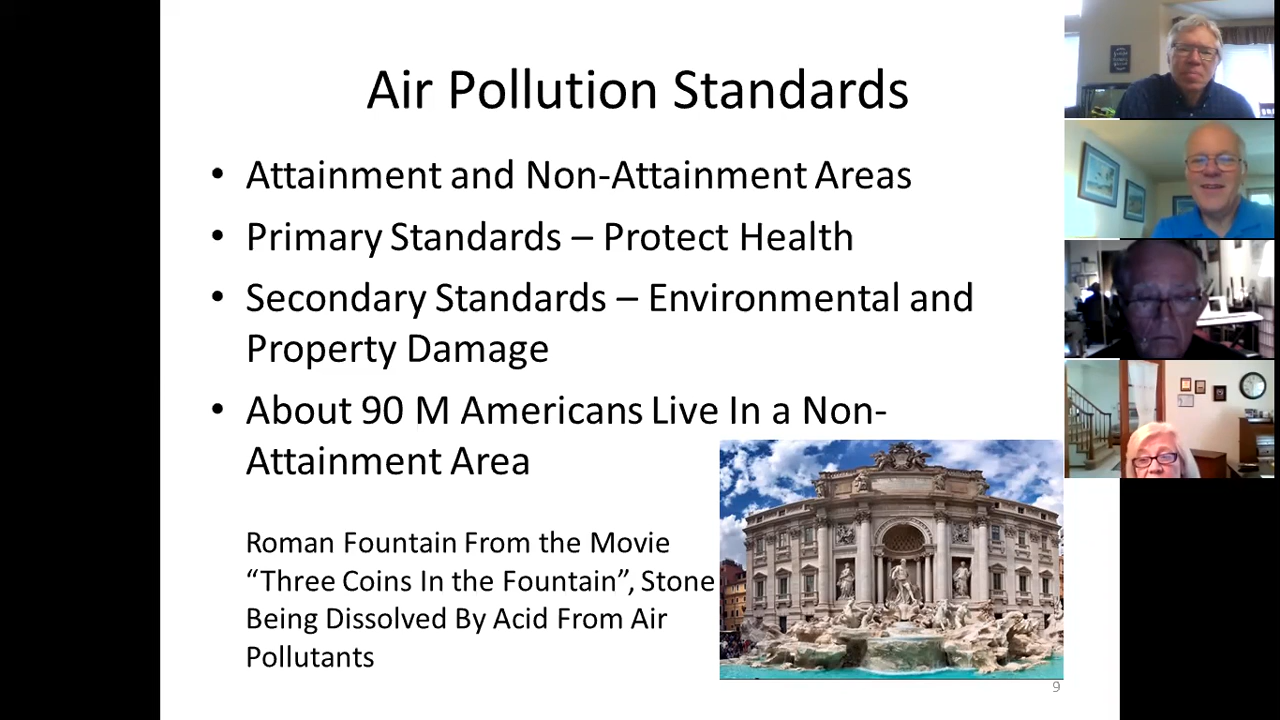 Air Pollution Standards
• Attainment and Non-Attainment Areas
• Primary Standards – Protect Health
• Secondary Standards – Environmental and
Property Damage
• About 90 M Americans Live In a Non-
Attainment Area
Roman Fountain From the Movie
“Three Coins In the Fountain”, Stone
Being Dissolved By Acid From Air
Pollutants
9